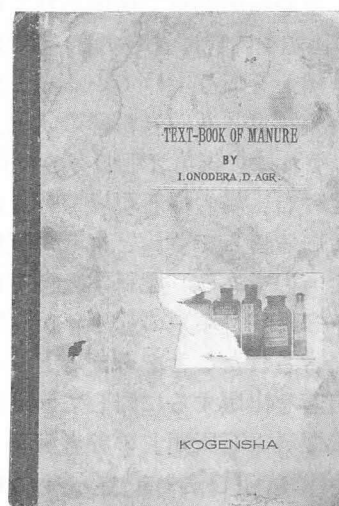 TEXT-BOOK OF MANURE
BY
I. ONODERA, D. AGR.
KOGENSHA